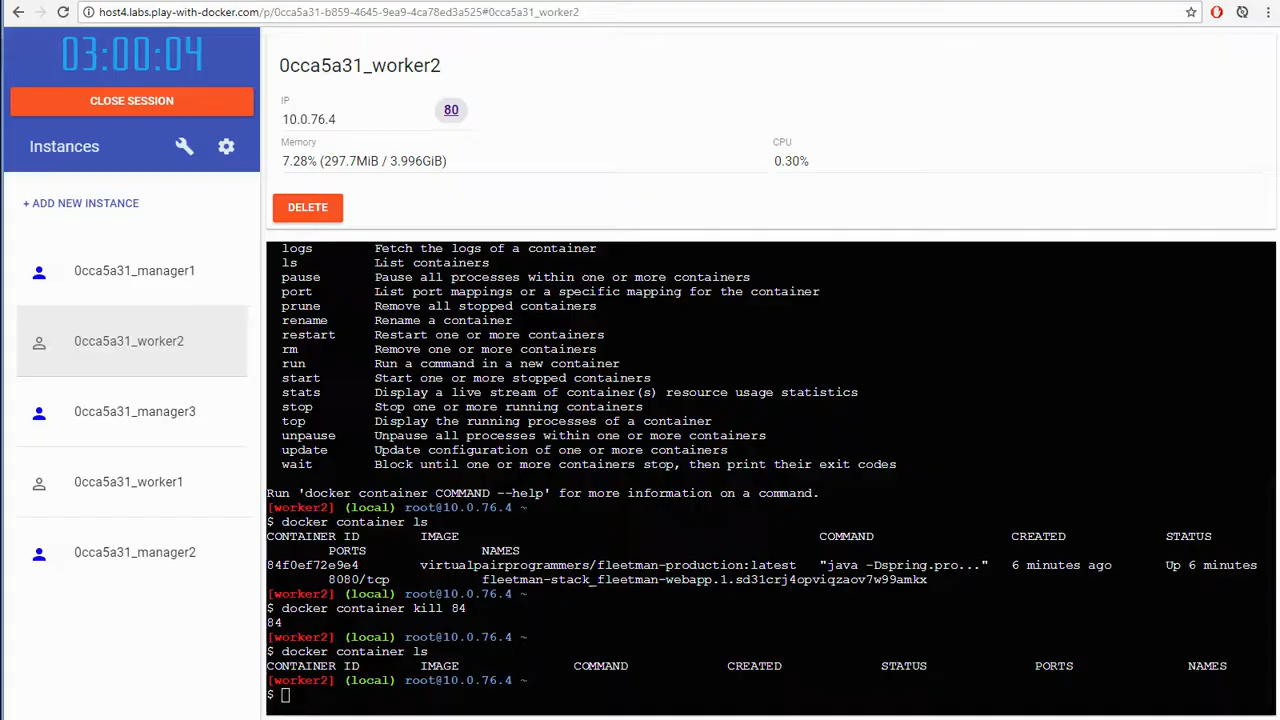 host4.labs.play-with-docker.com/p/0cca5a31-b859-4645-9ea9-4ca78ed3a525#0cca5a31_worker2
03:00:04
CLOSE SESSION
Instances
+ ADD NEW INSTANCE
0cca5a31_manager1
0cca5a31_worker2
0cca5a31_manager3
0cca5a31_worker1
0cca5a31_manager2
0cca5a31_worker2
IP
10.0.76.4
80
Memory
7.28% (297.7MiB / 3.996GiB)
CPU
0.30%
DELETE
logs Fetch the logs of a container
ls List containers
pause Pause all processes within one or more containers
port List port mappings or a specific mapping for the container
prune Remove all stopped containers
rename Rename a container
restart Restart one or more containers
rm Remove one or more containers
run Run a command in a new container
start Start one or more stopped containers
stats Display a live stream of container(s) resource usage statistics
stop Stop one or more running containers
top Display the running processes of a container
unpause Unpause all processes within one or more containers
update Update configuration of one or more containers
wait Block until one or more containers stop, then print their exit codes
Run 'docker container COMMAND --help' for more information on a command.
[worker2] (local) root@10.0.76.4 ~
$ docker container ls
CONTAINER ID IMAGE COMMAND CREATED STATUS
PORTS NAMES
84f0ef72e9e4 virtualpairprogrammers/fleetman-production:latest "java -Dspring.pro..." 6 minutes ago Up 6 minutes
8080/tcp fleetman-stack_fleetman-webapp.1.sd31crj4opviqzaov7w99amkx
[worker2] (local) root@10.0.76.4 ~
$ docker container kill 84
84
[worker2] (local) root@10.0.76.4 ~
$ docker container ls
CONTAINER ID IMAGE COMMAND CREATED STATUS PORTS NAMES
[worker2] (local) root@10.0.76.4 ~
$